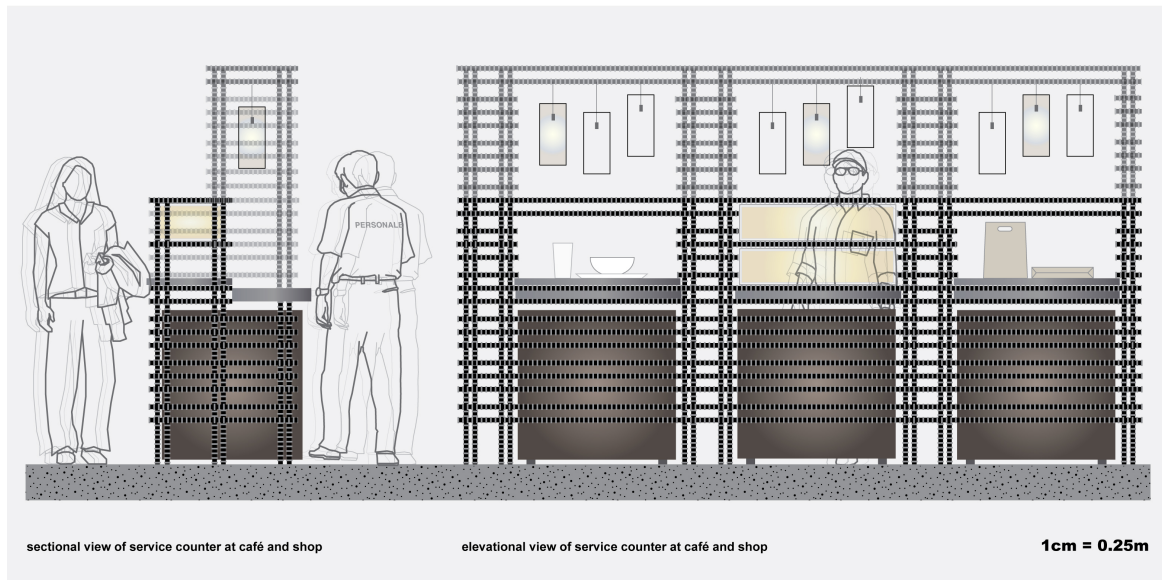 PERSONALE
sectional view of service counter at café and shop
elevational view of service counter at café and shop
1cm = 0.25m